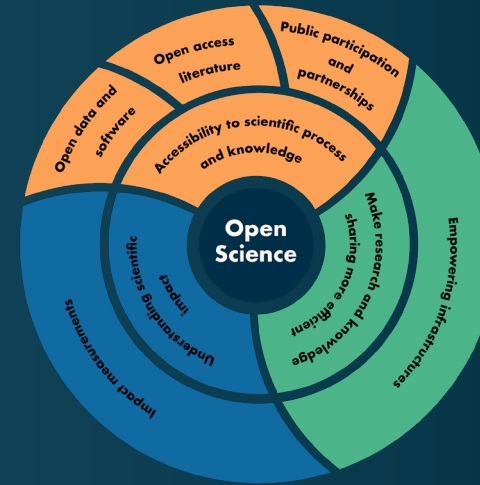 Open access
literature
Public participation
and
partnerships
Open data and
software
Accessibility to scientific process
and knowledge
Open
Science
Make research and knowledge
sharing more efficient
Empowering infrastructures
Understanding scientific
impact
Impact measurements